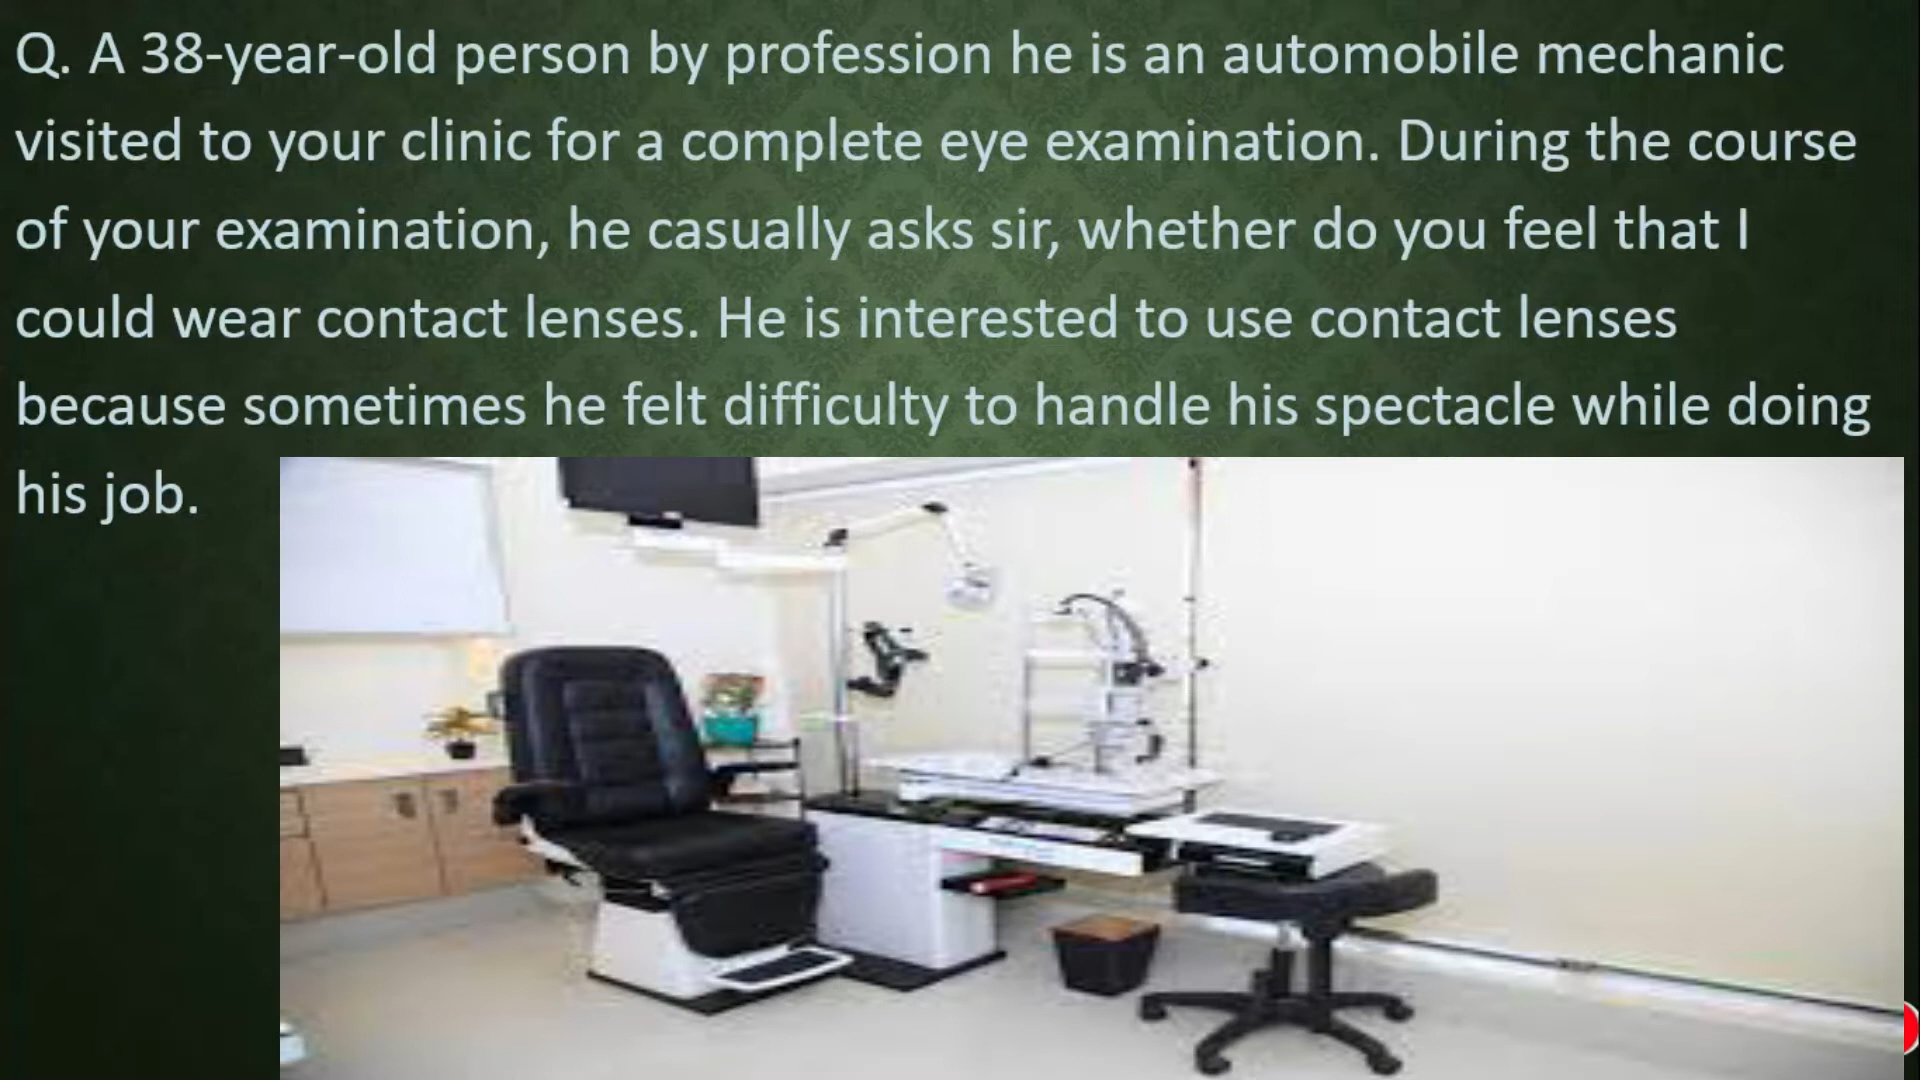 Q. A 38-year-old person by profession he is an automobile mechanic
visited to your clinic for a complete eye examination. During the course
of your examination, he casually asks sir, whether do you feel that I
could wear contact lenses. He is interested to use contact lenses
because sometimes he felt difficulty to handle his spectacle while doing
his job.